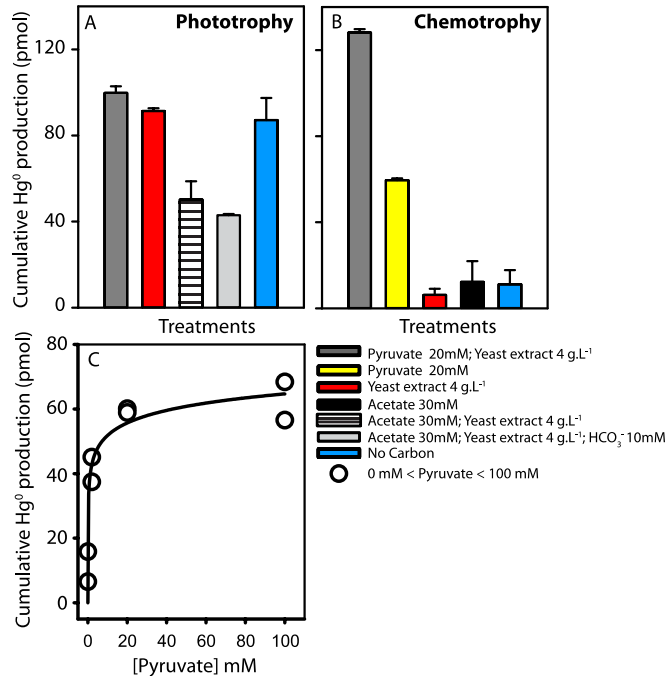 A Phototrophy
B Chemotrophy
Cumulative Hg⁰ production (pmol)
120
80
40
0
Treatments
Treatments
C
Cumulative Hg⁰ production (pmol)
80
60
40
20
0
0 20 40 60 80 100
[Pyruvate] mM
Pyruvate 20mM; Yeast extract 4 g.L⁻¹
Pyruvate 20mM
Yeast extract 4 g.L⁻¹
Acetate 30mM
Acetate 30mM; Yeast extract 4 g.L⁻¹
Acetate 30mM; Yeast extract 4 g.L⁻¹; HCO₃⁻ 10mM
No Carbon
0 mM < Pyruvate < 100 mM